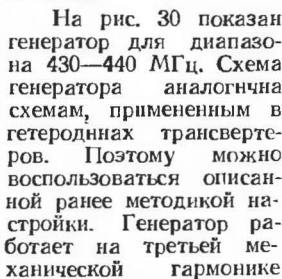 На рис. 30 показан
генератор для диапазо-
на 430—440 МГц. Схема
генератора аналогична
схемам, примененным в
гетеродинах трансверте-
ров. Поэтому можно
воспользоваться описан-
ной ранее методикой на-
стройки. Генератор ра-
ботает на третьей ме-
ханической гармонике